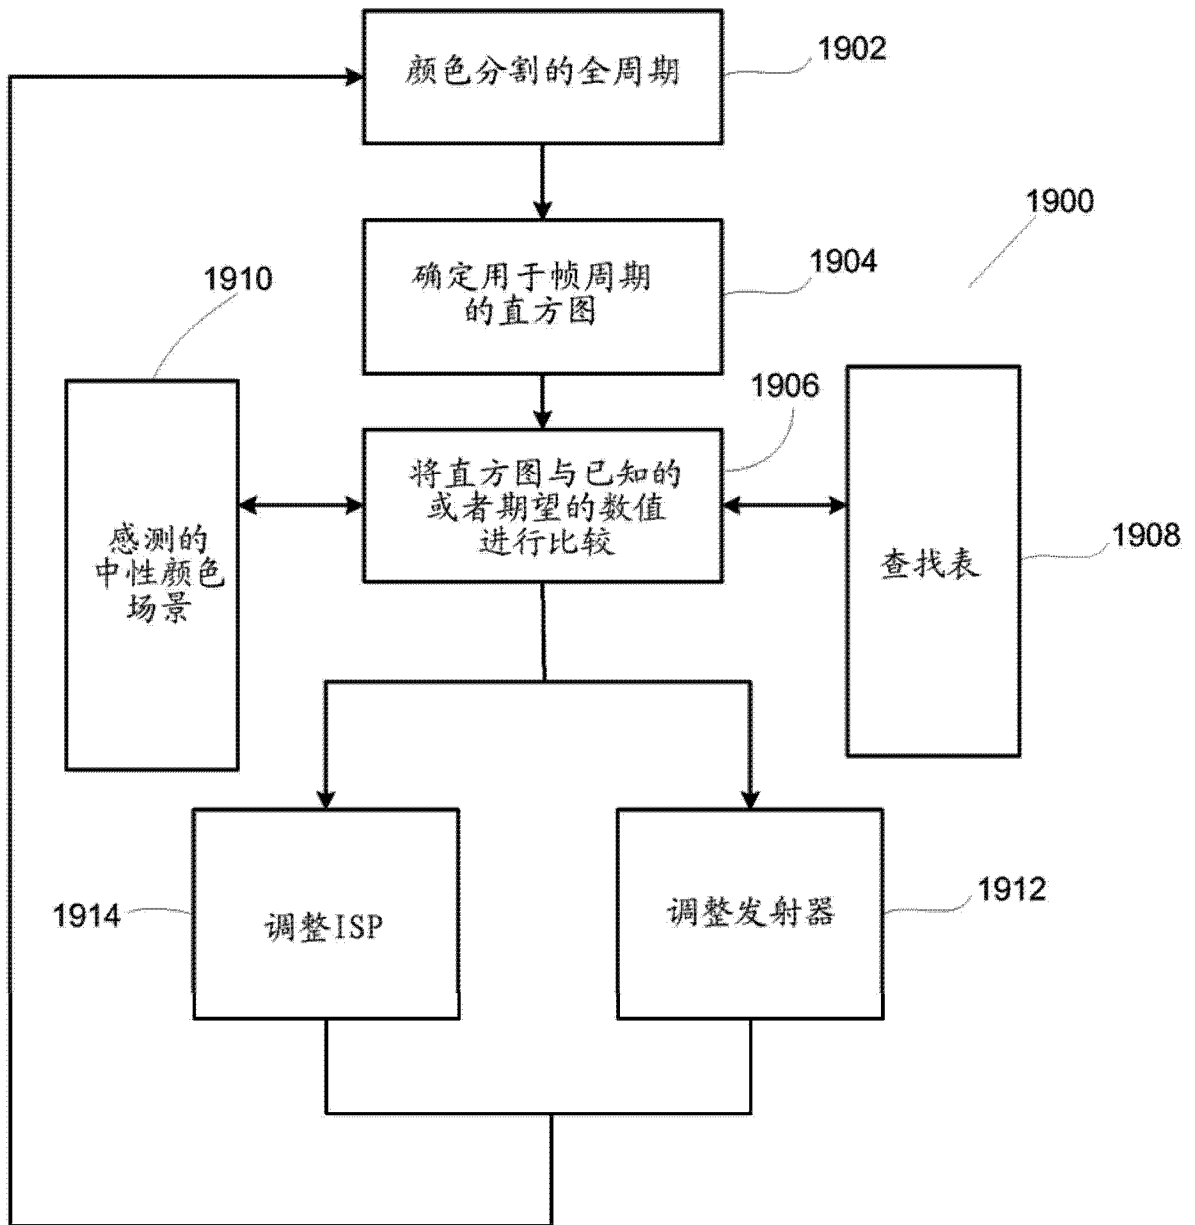 颜色分割的全周期
1902
1900
确定用于帧周期
的直方图
1904
1910
1906
将直方图与已知的
或者期望的数值
进行比较
感测的
中性颜色
场景
查找表
1908
调整ISP
1914
调整发射器
1912